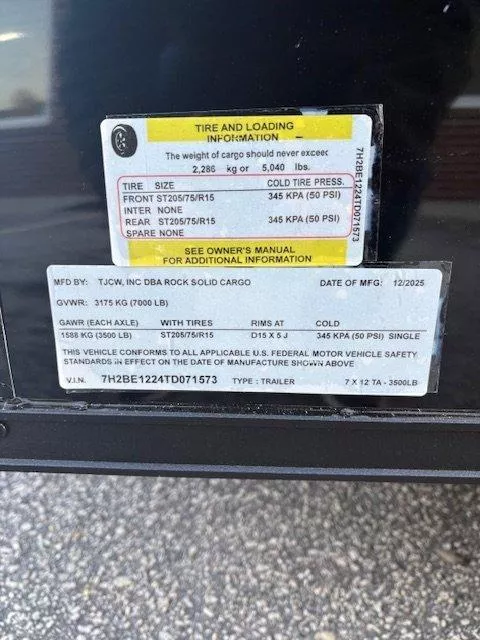 TIRE AND LOADING
INFORMATION
The weight of cargo should never exceed
2,286 kg or 5,040 lbs.
TIRE SIZE COLD TIRE PRESS.
FRONT ST205/75/R15 345 KPA (50 PSI)
INTER NONE
REAR ST205/75/R15 345 KPA (50 PSI)
SPARE NONE
SEE OWNER'S MANUAL
FOR ADDITIONAL INFORMATION
7H2BE1224TD071573
MFD BY: TJCW, INC DBA ROCK SOLID CARGO DATE OF MFG: 12/2025
GVWR: 3175 KG (7000 LB)
GAWR (EACH AXLE) WITH TIRES RIMS AT COLD
1588 KG (3500 LB) ST205/75/R15 D15 X 5 J 345 KPA (50 PSI) SINGLE
THIS VEHICLE CONFORMS TO ALL APPLICABLE U.S. FEDERAL MOTOR VEHICLE SAFETY
STANDARDS IN EFFECT ON THE DATE OF MANUFACTURE SHOWN ABOVE
V.I.N. 7H2BE1224TD071573 TYPE : TRAILER 7 X 12 TA - 3500LB